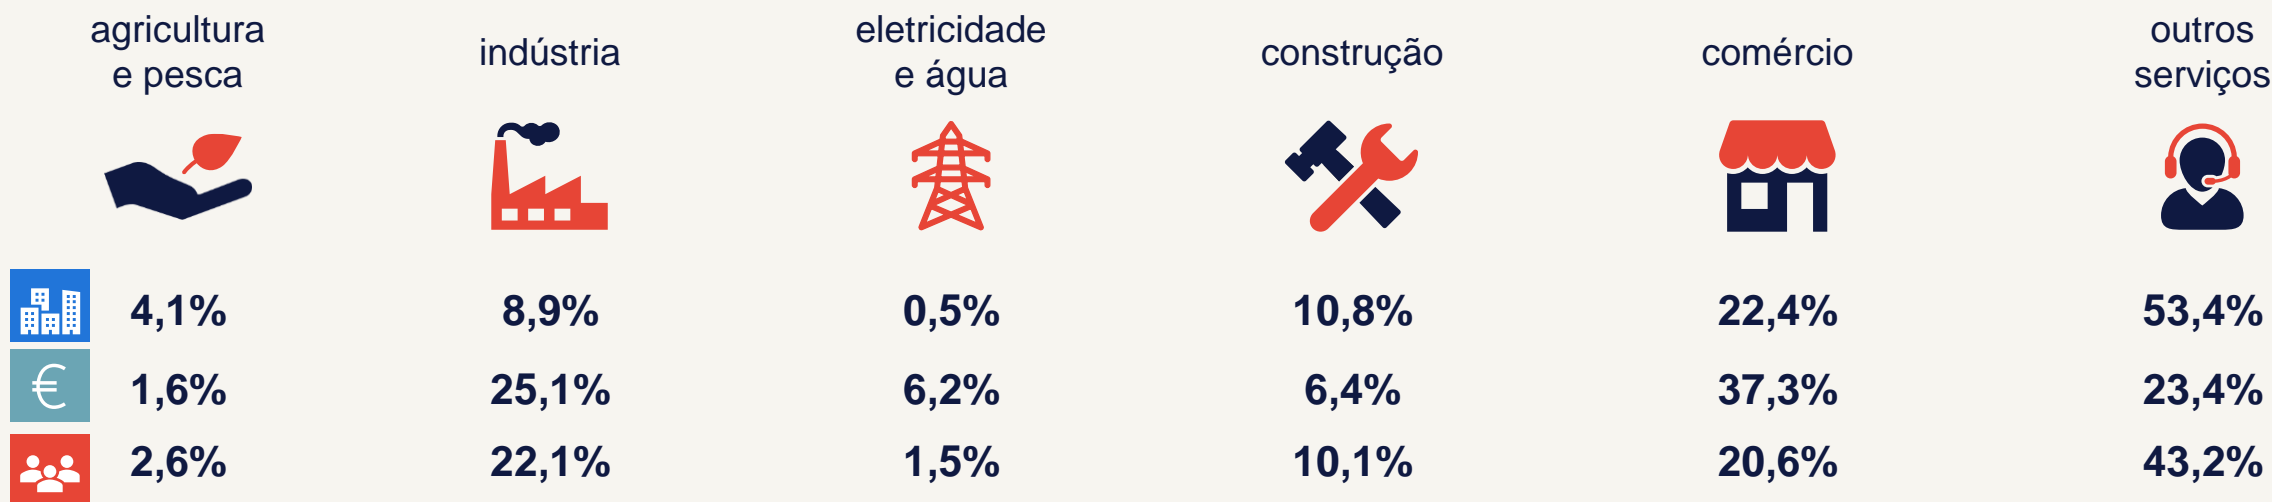 agricultura
e pesca
indústria
eletricidade
e água
construção
comércio
outros
serviços
4,1% 8,9% 0,5% 10,8% 22,4% 53,4%
€ 1,6% 25,1% 6,2% 6,4% 37,3% 23,4%
2,6% 22,1% 1,5% 10,1% 20,6% 43,2%